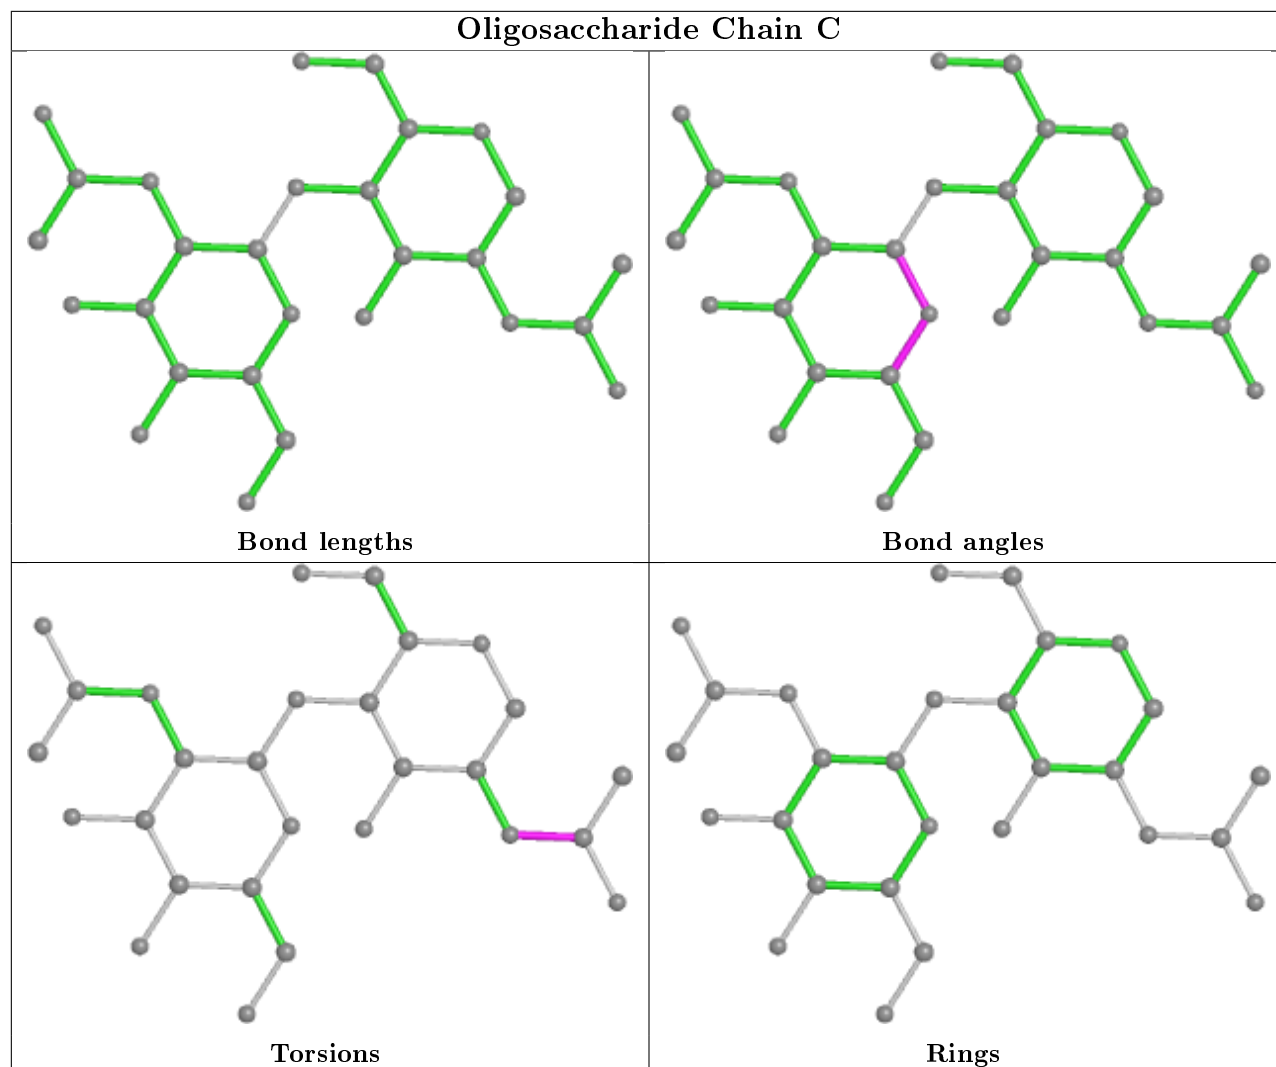 Oligosaccharide Chain C
Bond lengths
Bond angles
Torsions
Rings